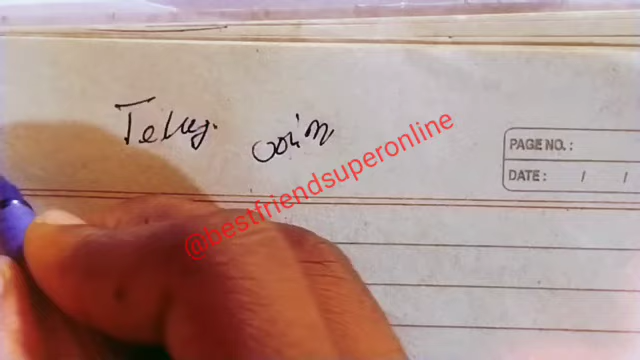 Telug.
@bestfriendsuperonline
PAGE NO.:
DATE: / /